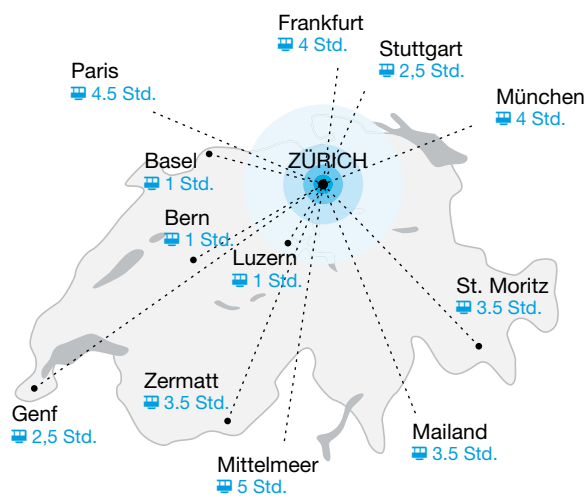 Frankfurt
4 Std.
Stuttgart
2,5 Std.
Paris
4.5 Std.
München
4 Std.
Basel
1 Std.
ZÜRICH
Bern
1 Std.
Luzern
1 Std.
St. Moritz
3.5 Std.
Zermatt
3.5 Std.
Genf
2,5 Std.
Mailand
3.5 Std.
Mittelmeer
5 Std.